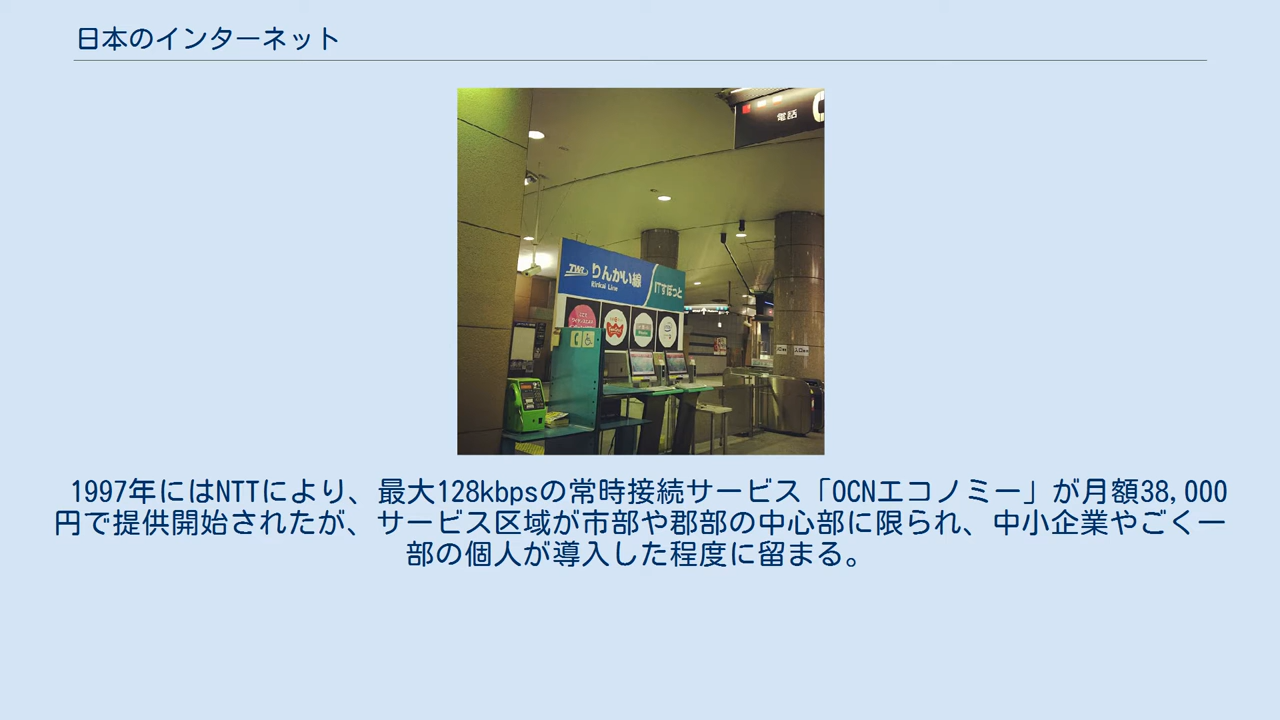 日本のインターネット
電話
TWR りんかい線
Rinkai Line
ITすぽっと
1997年にはNTTにより、最大128kbpsの常時接続サービス「OCNエコノミー」が月額38,000
円で提供開始されたが、サービス区域が市部や郡部の中心部に限られ、中小企業やごく一
部の個人が導入した程度に留まる。